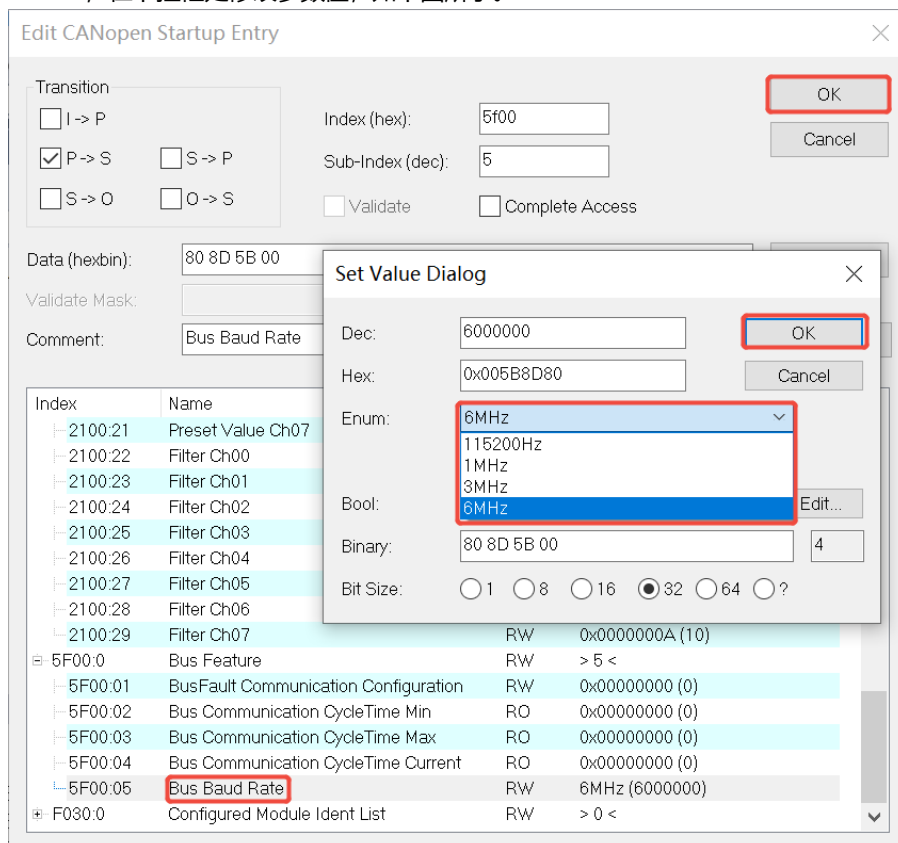 Edit CANopen Startup Entry
Transition
I -> P
P -> S
S -> P
S -> O
O -> S
Index (hex):
5f00
Sub-Index (dec):
5
Validate
Complete Access
OK
Cancel
Data (hexbin):
80 8D 5B 00
Validate Mask:
Comment:
Bus Baud Rate
Set Value Dialog
Dec:
6000000
OK
Hex:
0x005B8D80
Cancel
Enum:
6MHz
115200Hz
1MHz
3MHz
6MHz
Bool:
Edit...
Binary:
80 8D 5B 00
4
Bit Size:
1
8
16
32
64
?
Index Name
2100:21 Preset Value Ch07
2100:22 Filter Ch00
2100:23 Filter Ch01
2100:24 Filter Ch02
2100:25 Filter Ch03
2100:26 Filter Ch04
2100:27 Filter Ch05
2100:28 Filter Ch06
2100:29 Filter Ch07 RW 0x0000000A (10)
5F00:0 Bus Feature RW > 5 <
5F00:01 BusFault Communication Configuration RW 0x00000000 (0)
5F00:02 Bus Communication CycleTime Min RO 0x00000000 (0)
5F00:03 Bus Communication CycleTime Max RO 0x00000000 (0)
5F00:04 Bus Communication CycleTime Current RO 0x00000000 (0)
5F00:05 Bus Baud Rate RW 6MHz (6000000)
F030:0 Configured Module Ident List RW > 0 <